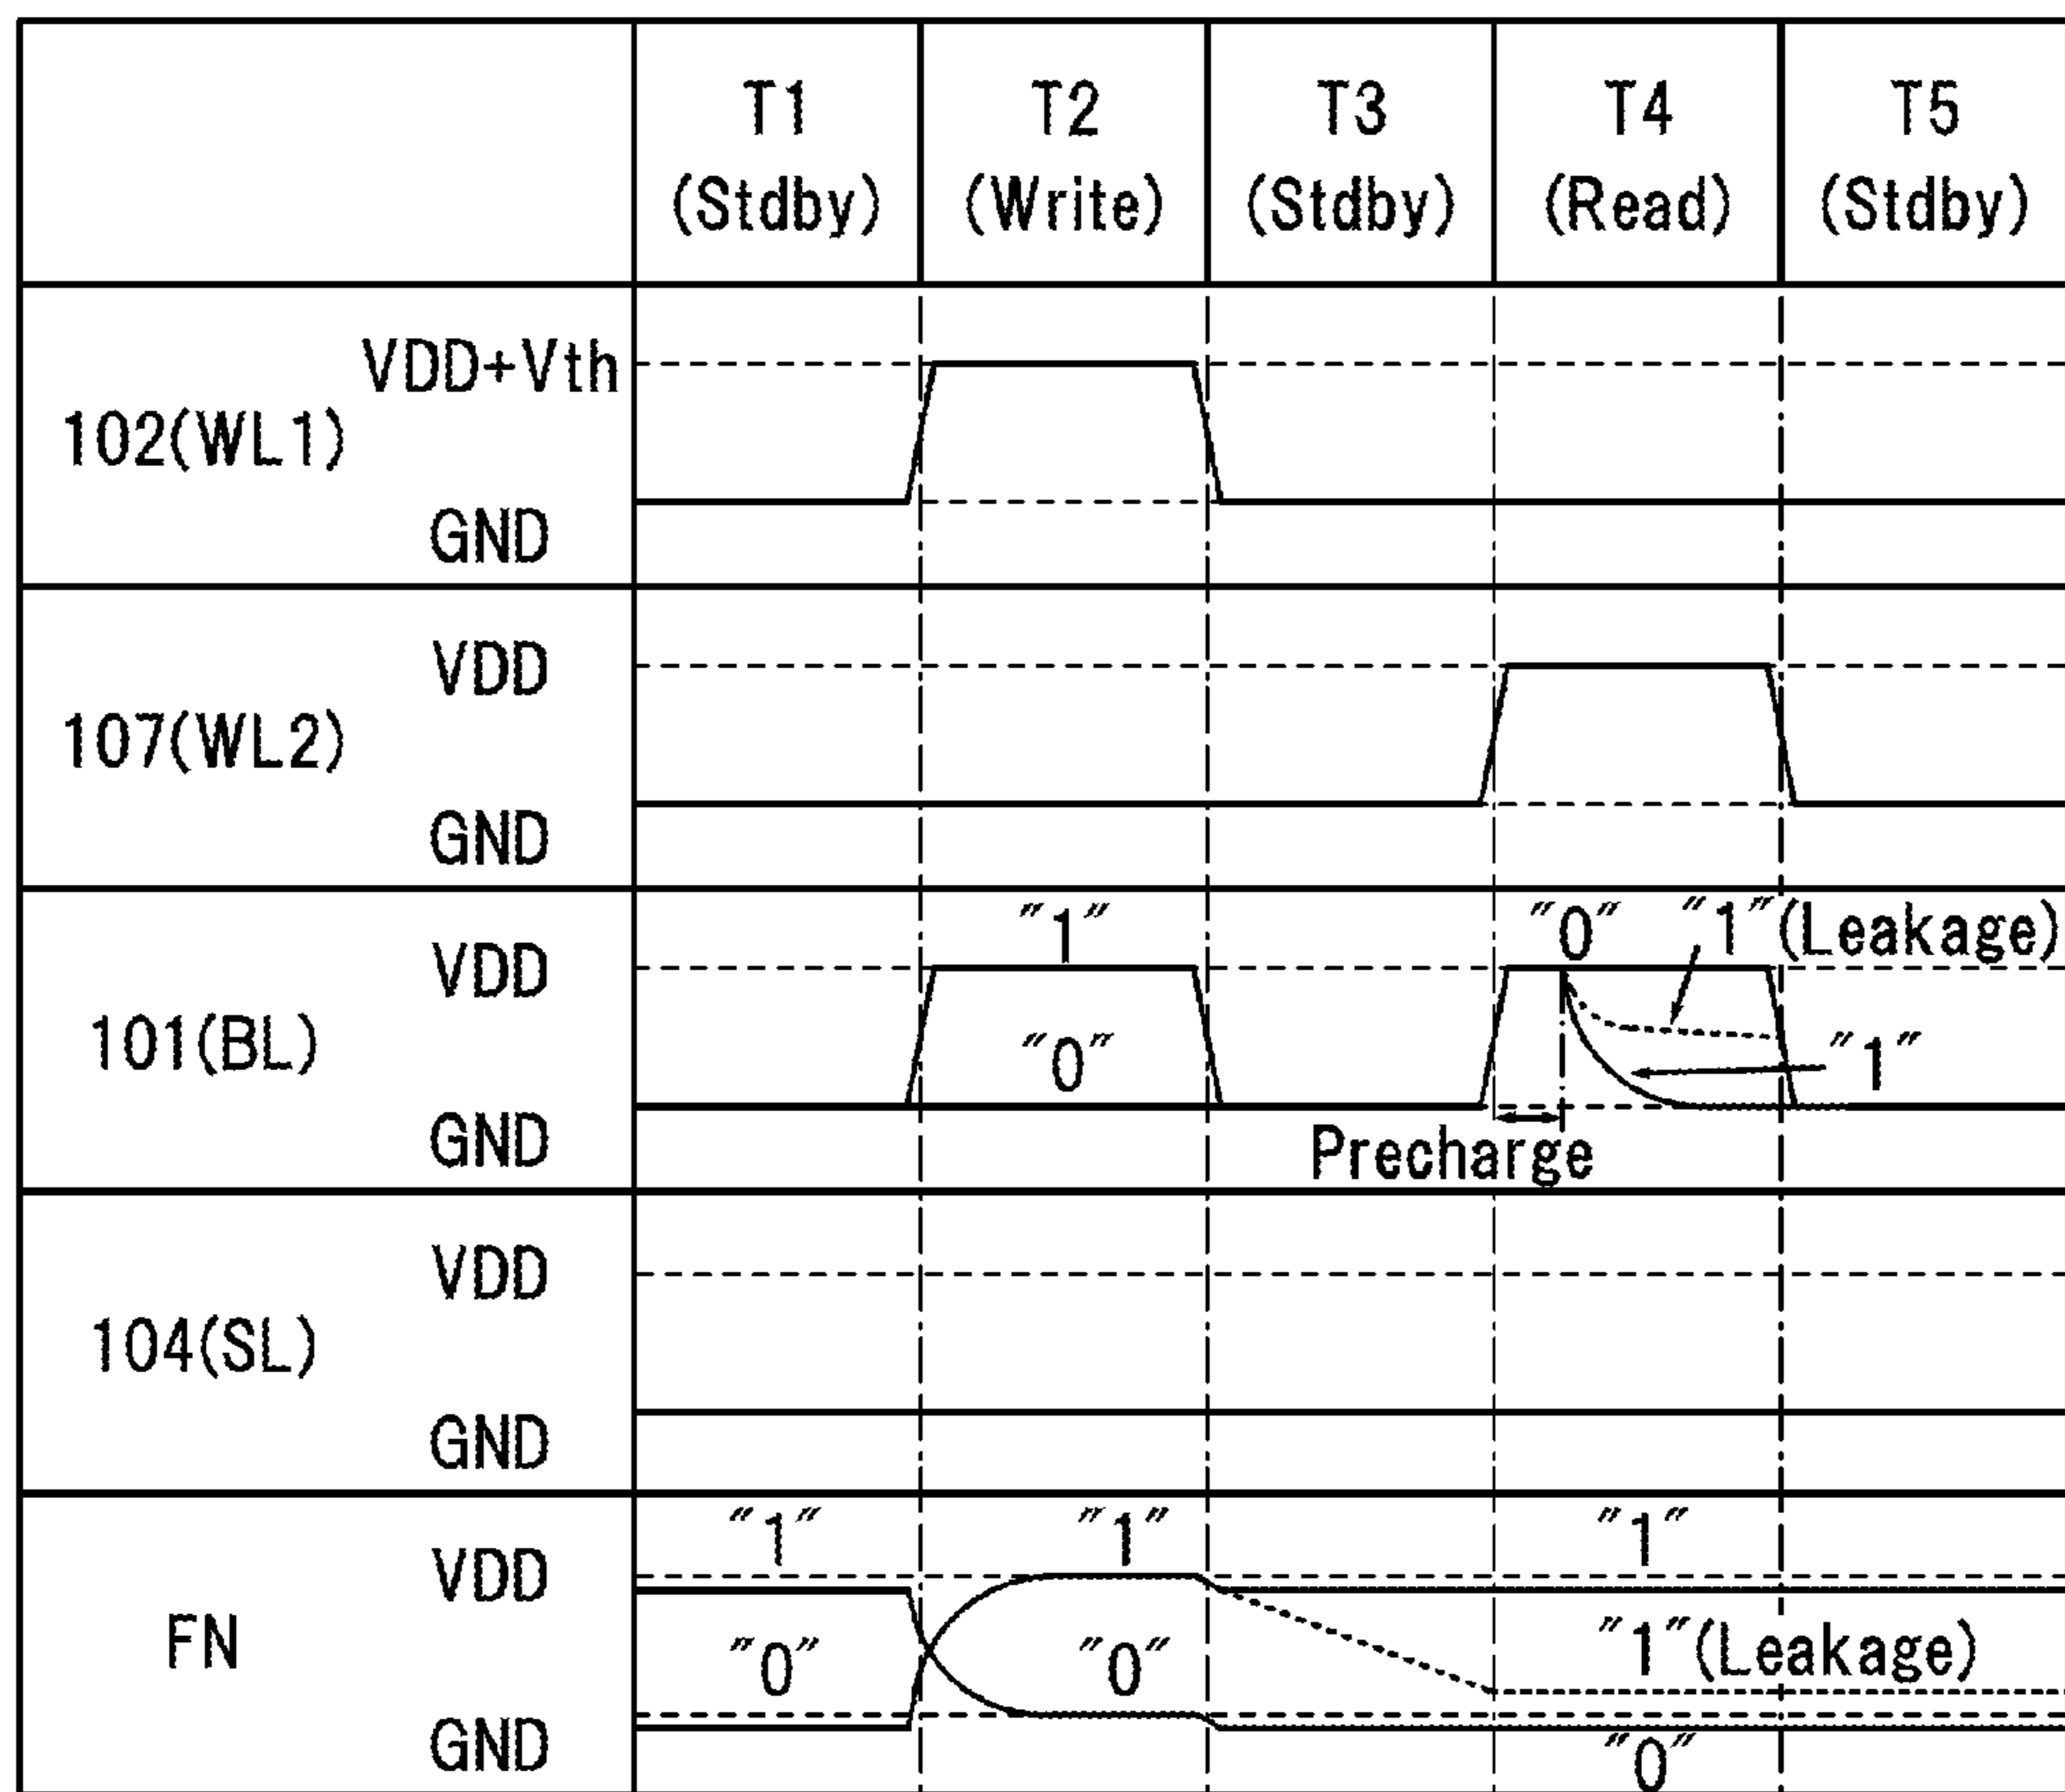 T1 T2 T3 T4 T5
(Stdby) (Write) (Stdby) (Read) (Stdby)
VDD+Vth
102(WL1)
GND
VDD
107(WL2)
GND
"1" "0" "1"(Leakage)
VDD
101(BL) "0" "1"
GND
Precharge
VDD
104(SL)
GND
"1" "1" "1"
VDD
FN "0" "0" "1"(Leakage)
GND
"0"